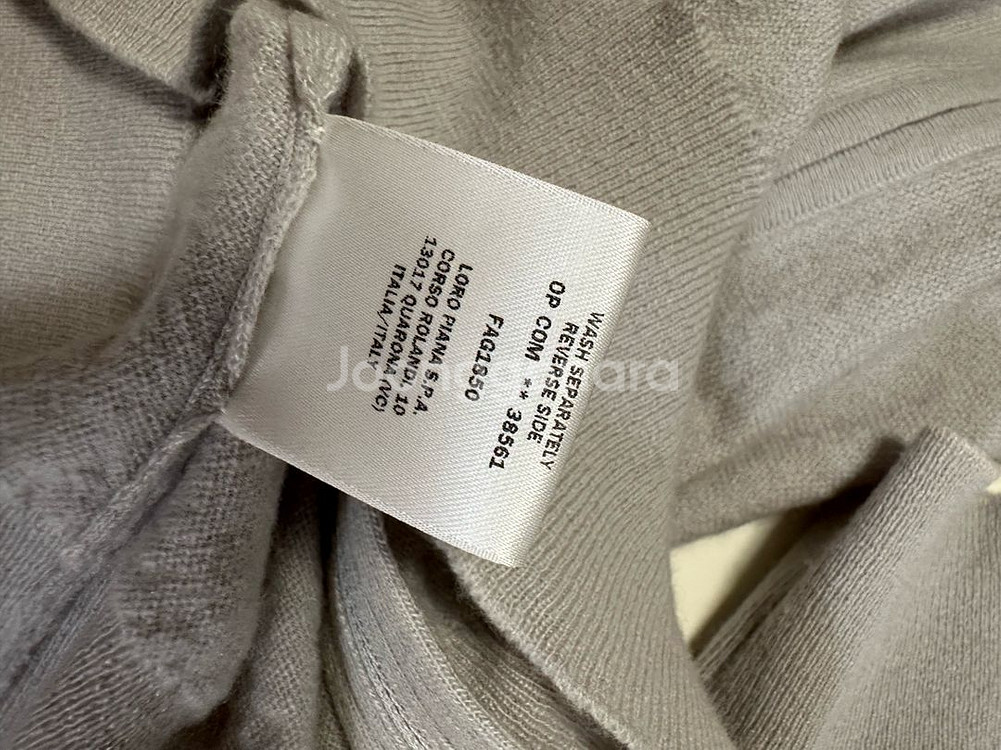 WASH SEPARATELY
REVERSE SIDE
OP COM ** 38561
FAG1850
LORO PIANA S.P.A.
CORSO ROLANDI, 10
13017 QUARONA (VC)
ITALIA/ITALY